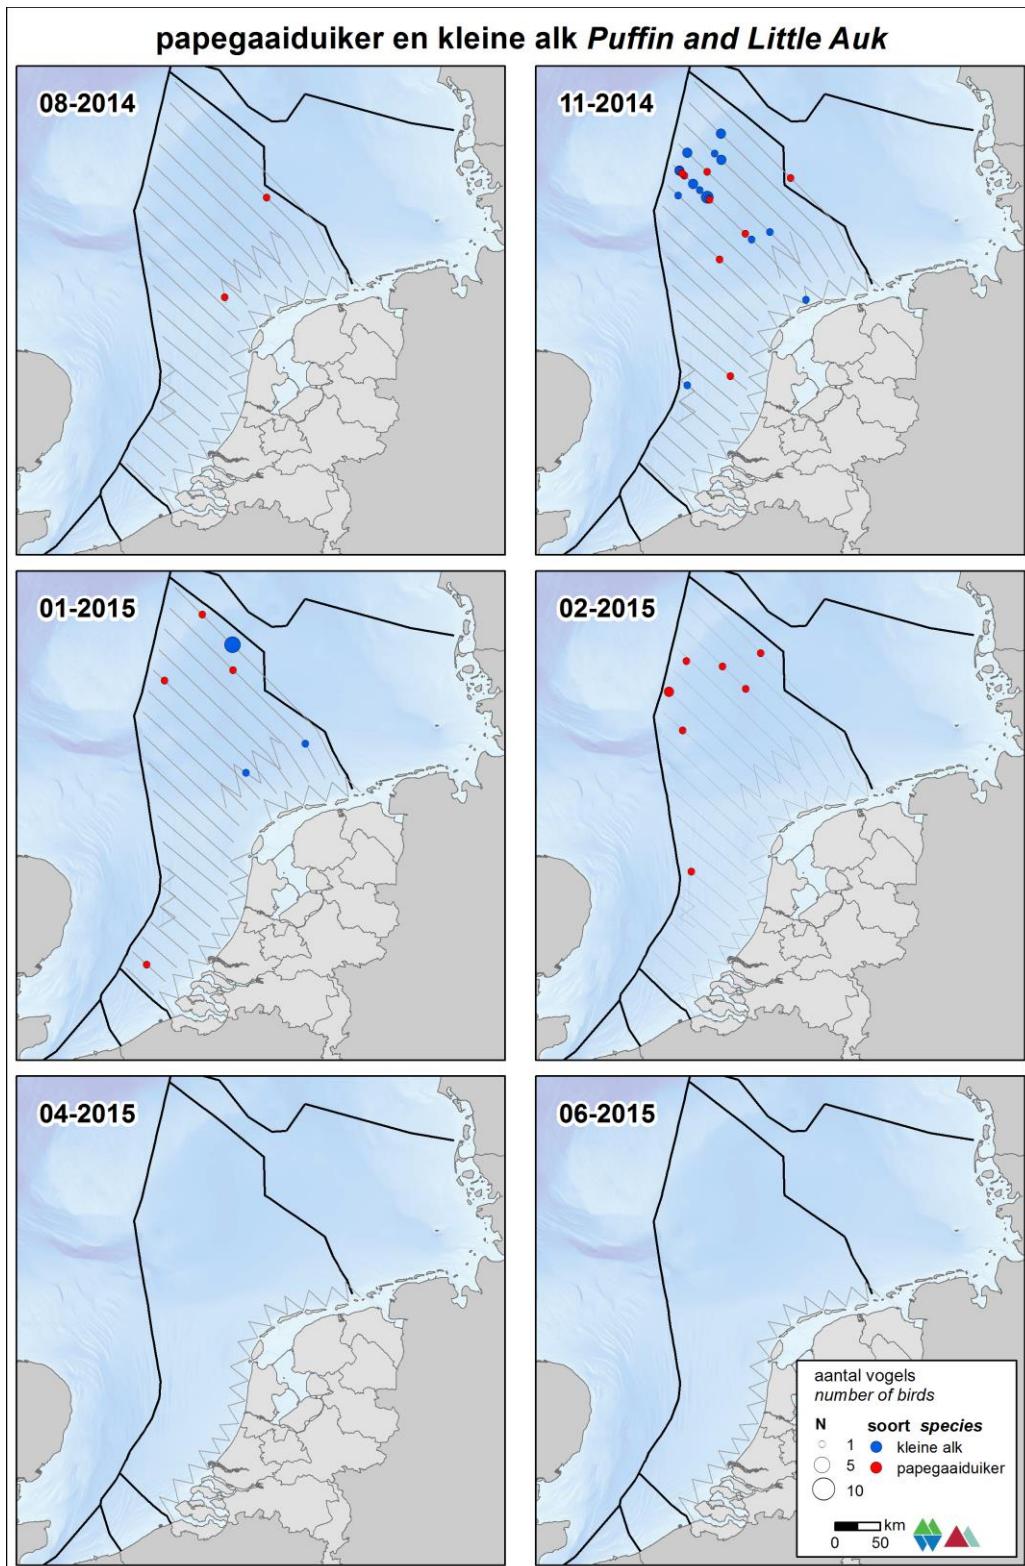 papegaaiduiker en kleine alk Puffin and Little Auk
08-2014
11-2014
01-2015
02-2015
04-2015
06-2015
aantal vogels
number of birds
N soort species
1 kleine alk
5 papegaaiduiker
10
km
0 50